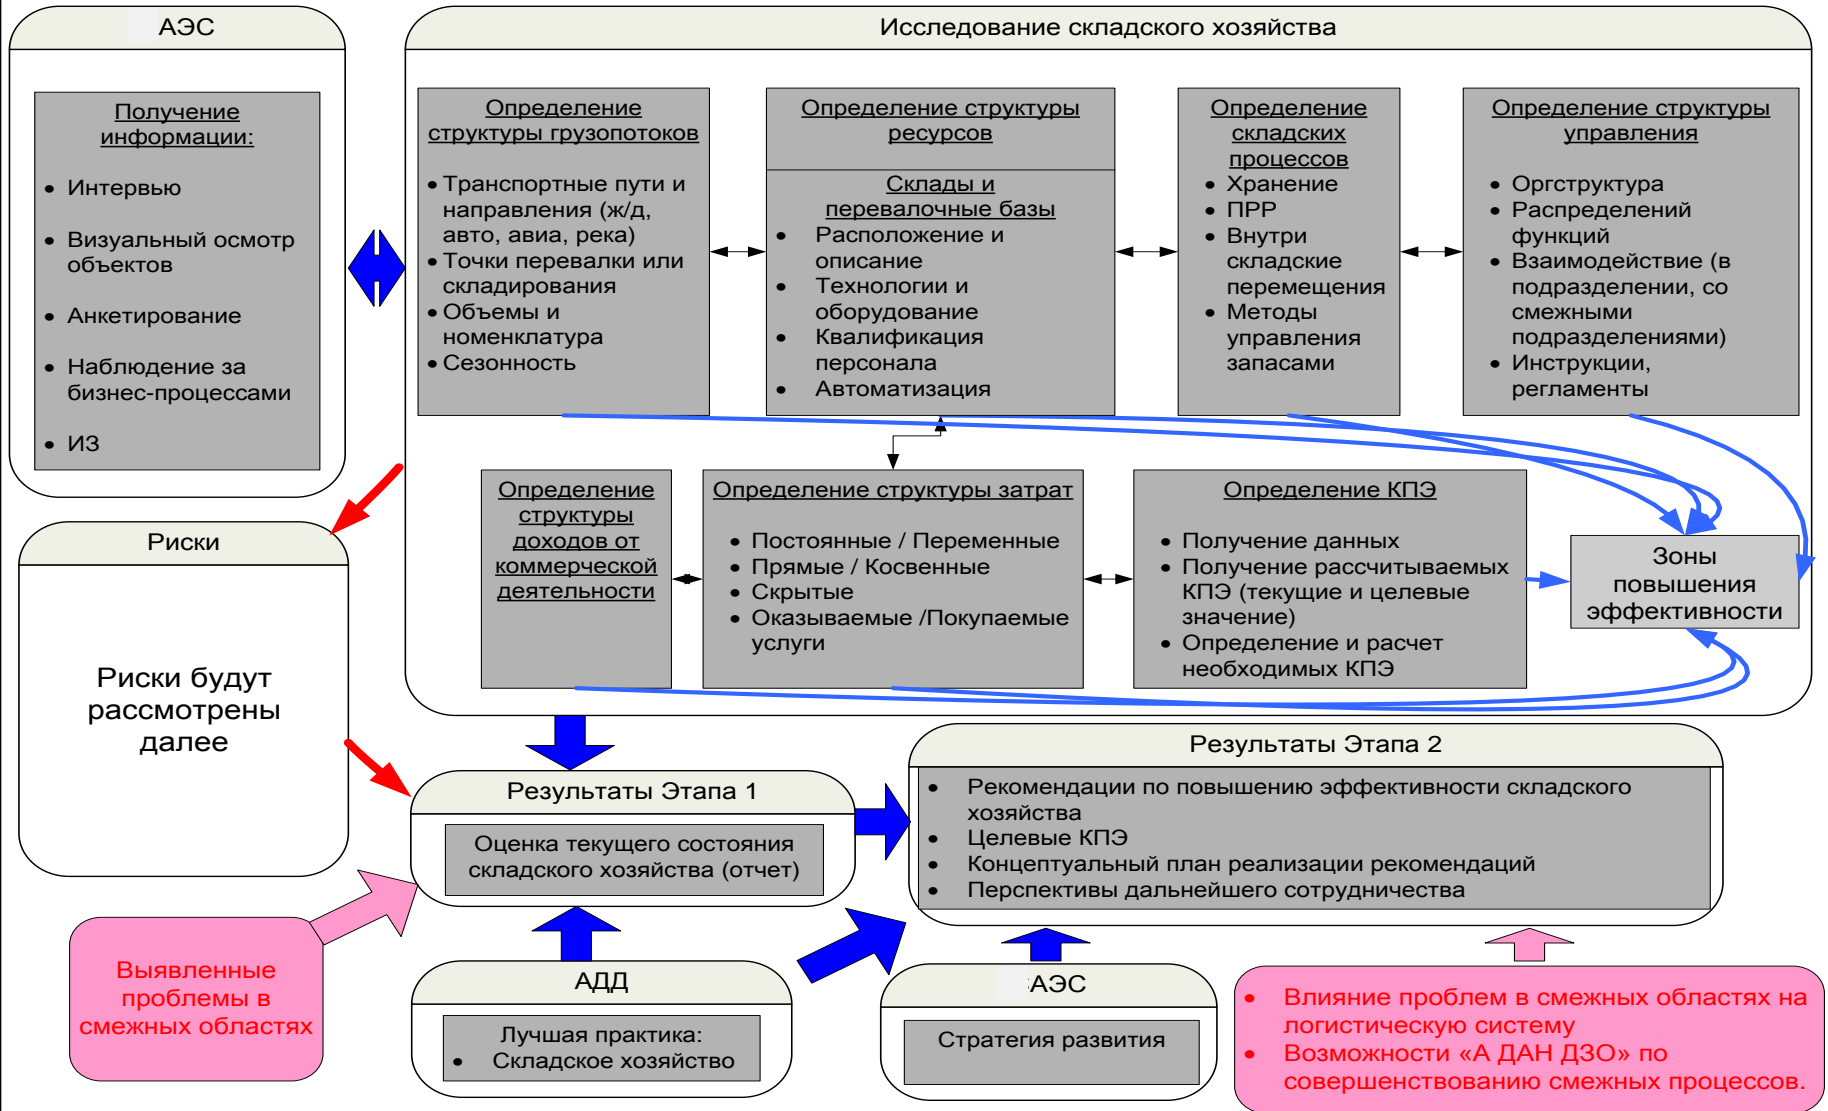 АЭС
Получение
информации:
• Интервью
• Визуальный осмотр
объектов
• Анкетирование
• Наблюдение за
бизнес-процессами
• ИЗ
Исследование складского хозяйства
Определение
структуры грузопотоков
• Транспортные пути и
направления (ж/д,
авто, авиа, река)
• Точки перевалки или
складирования
• Объемы и
номенклатура
• Сезонность
Определение структуры
ресурсов
Склады и
перевалочные базы
• Расположение и
описание
• Технологии и
оборудование
• Квалификация
персонала
• Автоматизация
Определение
складских
процессов
• Хранение
• ПРР
• Внутри
складские
перемещения
• Методы
управления
запасами
Определение структуры
управления
• Оргструктура
• Распределений
функций
• Взаимодействие (в
подразделении, со
смежными
подразделениями)
• Инструкции,
регламенты
Определение
структуры
доходов от
коммерческой
деятельности
Определение структуры затрат
• Постоянные / Переменные
• Прямые / Косвенные
• Скрытые
• Оказываемые /Покупаемые
услуги
Определение КПЭ
• Получение данных
• Получение рассчитываемых
КПЭ (текущие и целевые
значение)
• Определение и расчет
необходимых КПЭ
Зоны
повышения
эффективности
Риски
Риски будут
рассмотрены
далее
Результаты Этапа 1
Оценка текущего состояния
складского хозяйства (отчет)
Результаты Этапа 2
• Рекомендации по повышению эффективности складского
хозяйства
• Целевые КПЭ
• Концептуальный план реализации рекомендаций
• Перспективы дальнейшего сотрудничества
Выявленные
проблемы в
смежных областях
АДД
Лучшая практика:
• Складское хозяйство
АЭС
Стратегия развития
• Влияние проблем в смежных областях на
логистическую систему
• Возможности «А ДАН ДЗО» по
совершенствованию смежных процессов.